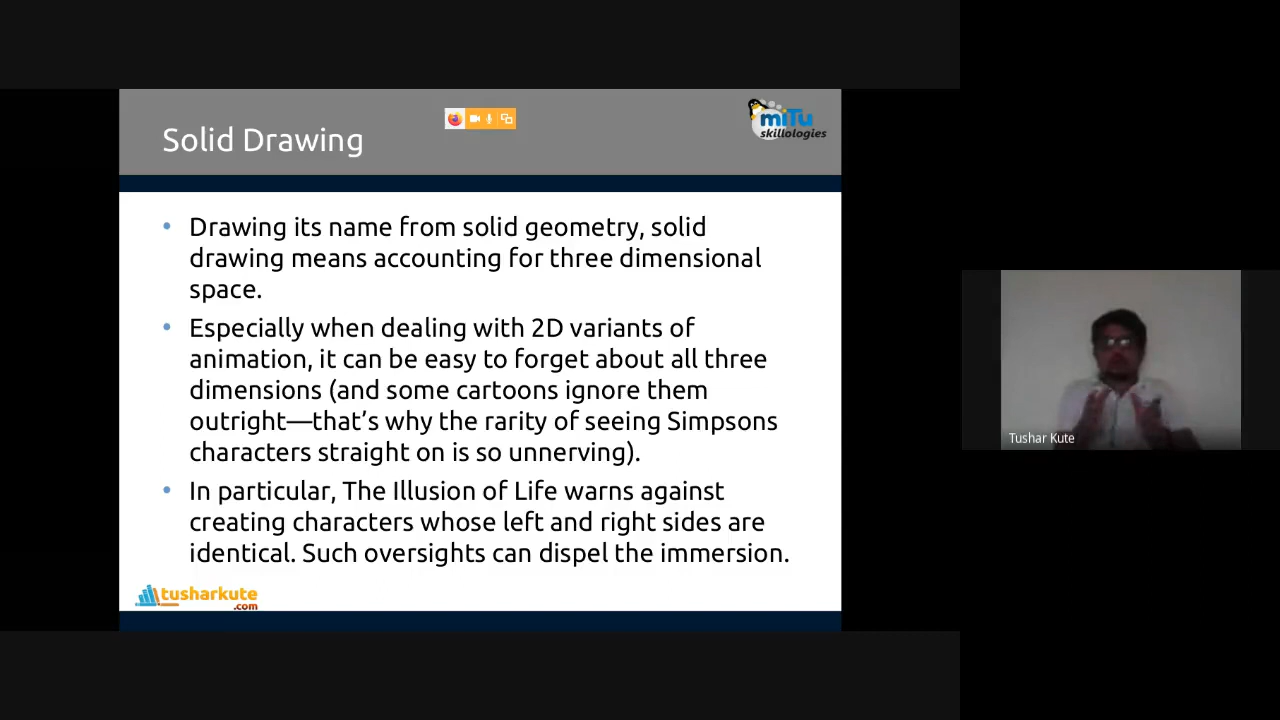 Solid Drawing
miTu
skillologies
• Drawing its name from solid geometry, solid
drawing means accounting for three dimensional
space.
• Especially when dealing with 2D variants of
animation, it can be easy to forget about all three
dimensions (and some cartoons ignore them
outright—that’s why the rarity of seeing Simpsons
characters straight on is so unnerving).
• In particular, The Illusion of Life warns against
creating characters whose left and right sides are
identical. Such oversights can dispel the immersion.
tusharkute
.com
Tushar Kute